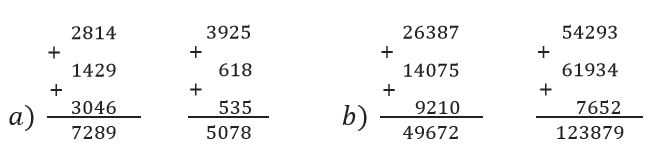 2814 3925 26387 54293
+ + + +
1429 618 14075 61934
+ + + +
a) 3046 535 b) 9210 7652
7289 5078 49672 123879